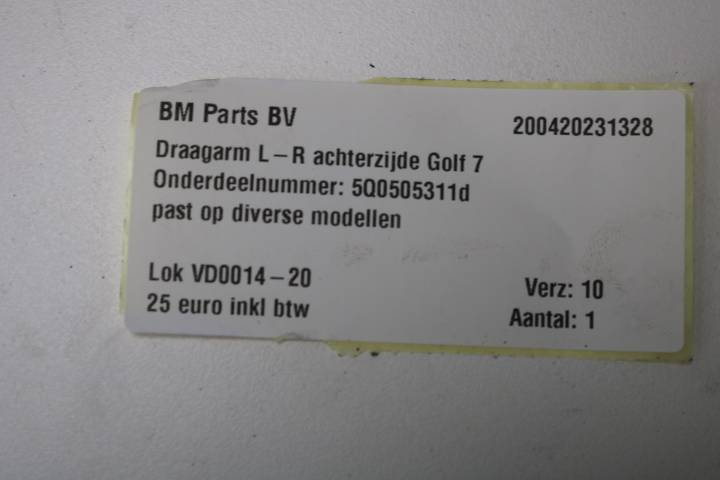 BM Parts BV
200420231328
Draagarm L-R achterzijde Golf 7
Onderdeelnummer: 5Q0505311d
past op diverse modellen
Lok VD0014-20
Verz: 10
25 euro inkl btw
Aantal: 1